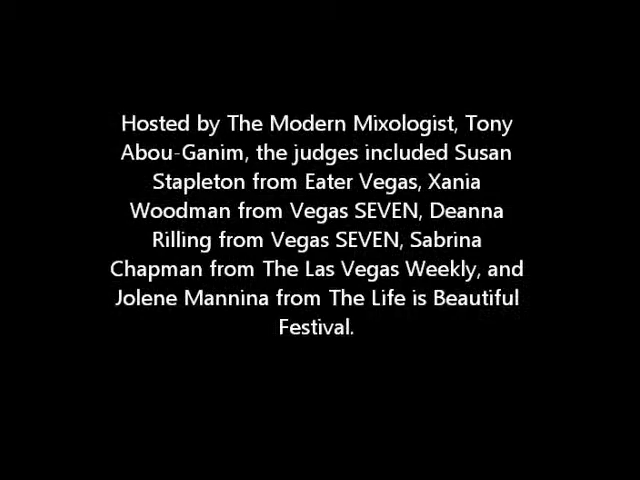 Hosted by The Modern Mixologist, Tony
Abou-Ganim, the judges included Susan
Stapleton from Eater Vegas, Xania
Woodman from Vegas SEVEN, Deanna
Rilling from Vegas SEVEN, Sabrina
Chapman from The Las Vegas Weekly, and
Jolene Mannina from The Life is Beautiful
Festival.